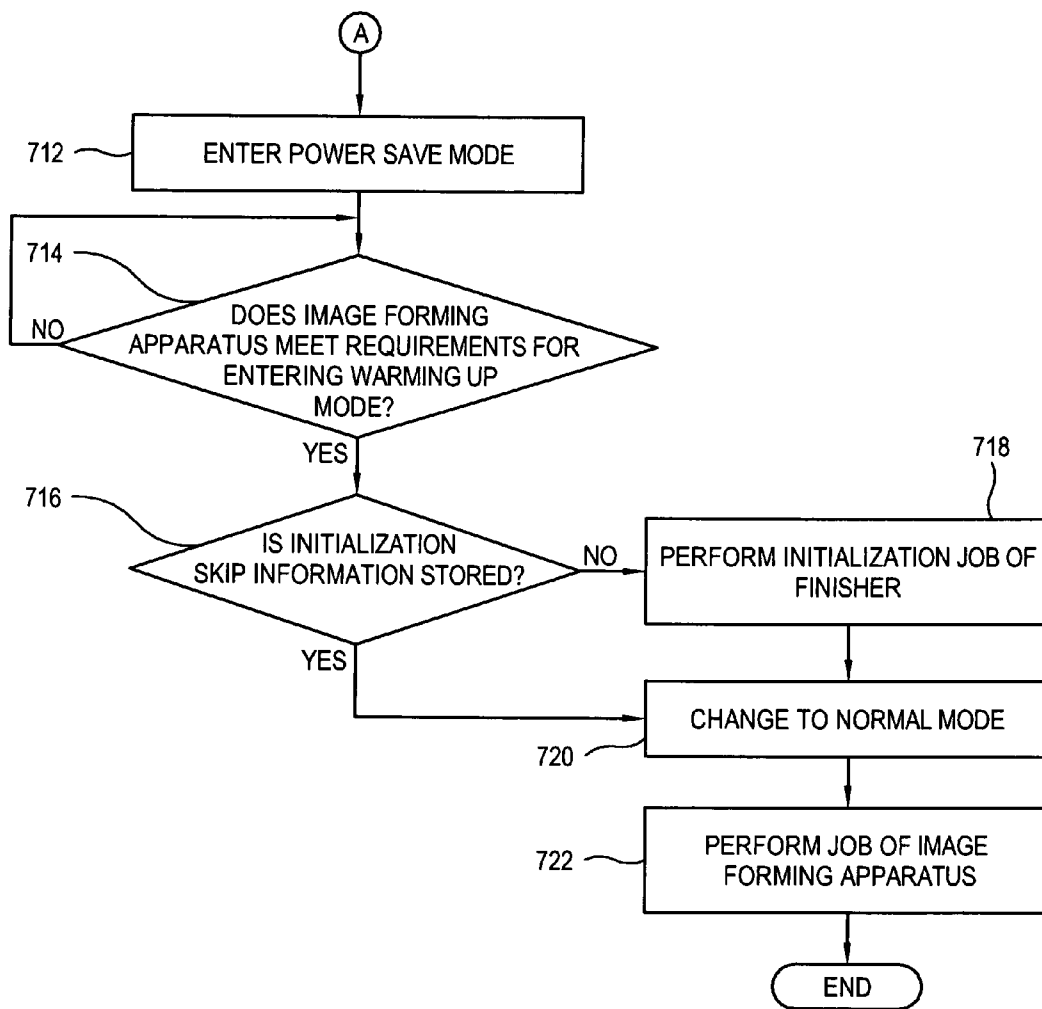 A
712
ENTER POWER SAVE MODE
714
DOES IMAGE FORMING
APPARATUS MEET REQUIREMENTS FOR
ENTERING WARMING UP
MODE?
NO
YES
716
IS INITIALIZATION
SKIP INFORMATION STORED?
NO
YES
718
PERFORM INITIALIZATION JOB OF
FINISHER
CHANGE TO NORMAL MODE
720
PERFORM JOB OF IMAGE
FORMING APPARATUS
722
END